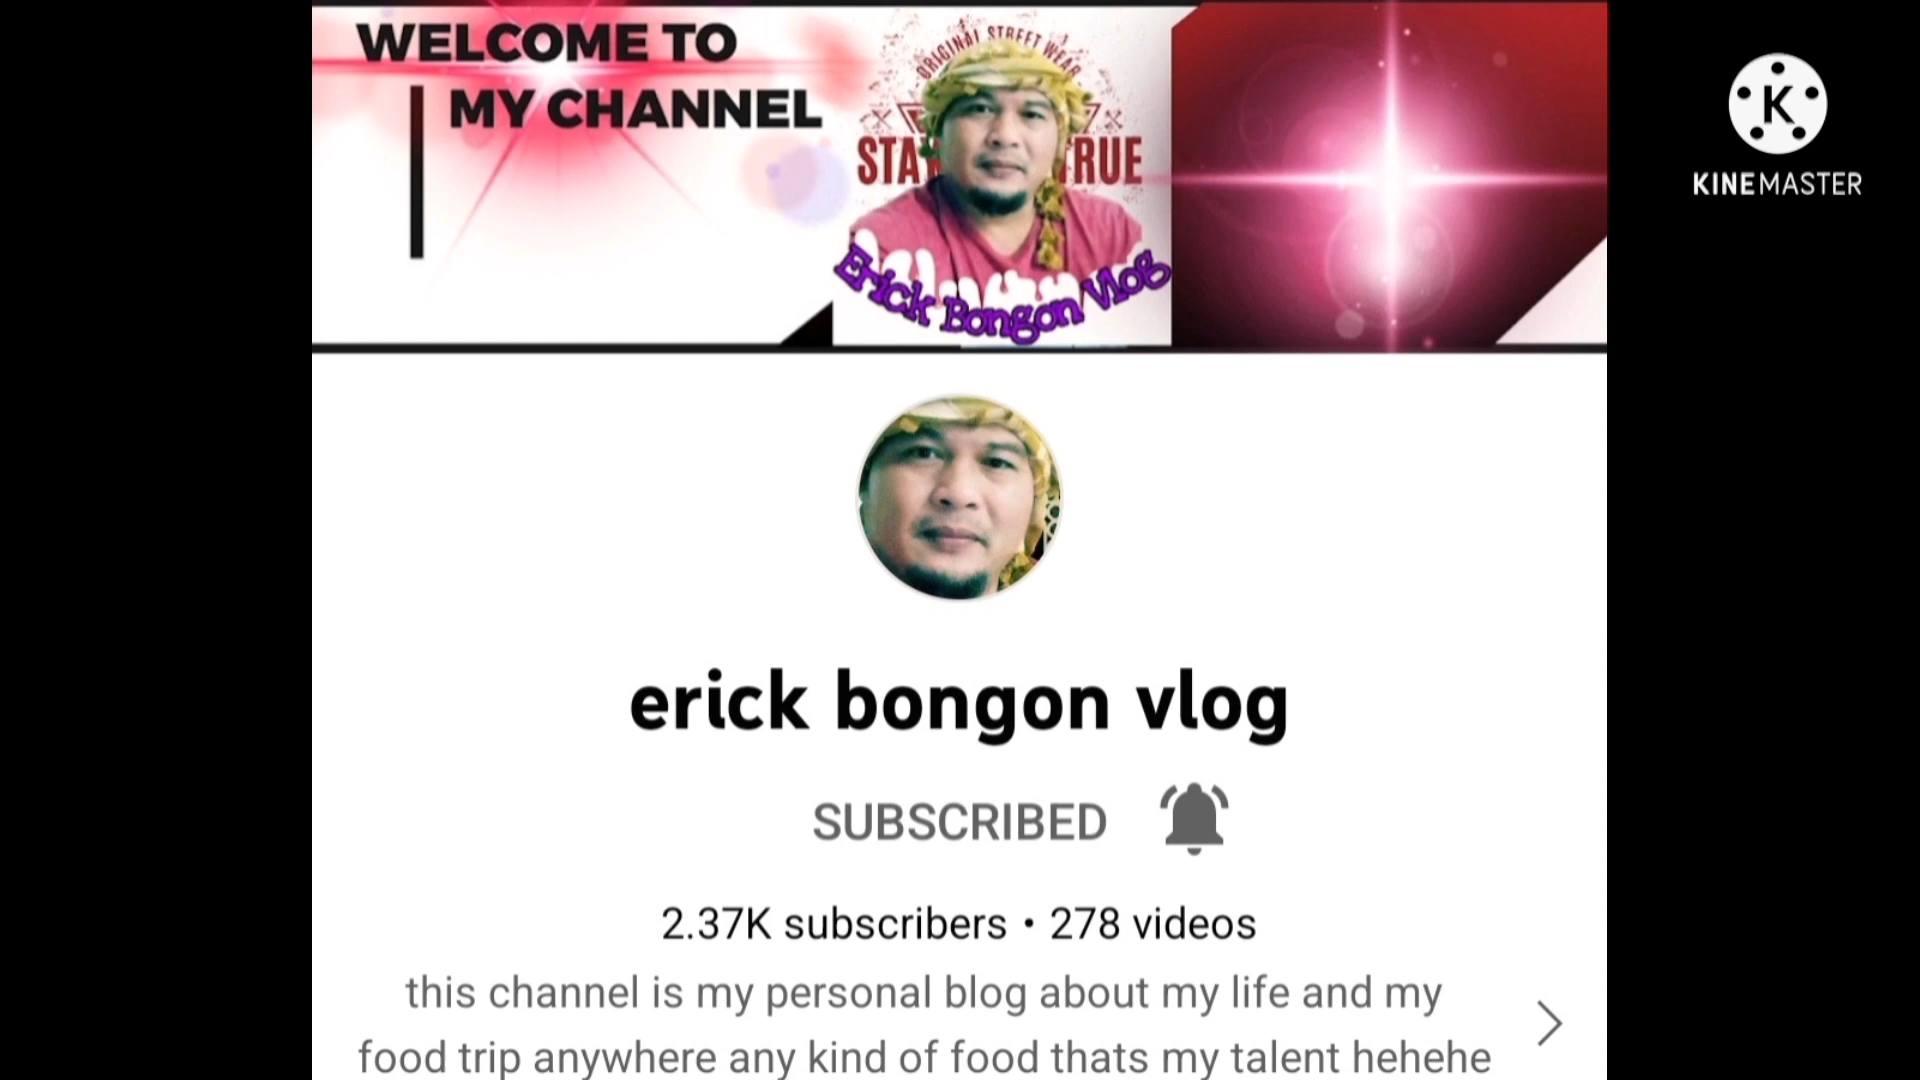 WELCOME TO
MY CHANNEL
ORIGINAL STREET WEAR
STA RUE
Erick Bongon Vlog
K
KINEMASTER
erick bongon vlog
SUBSCRIBED
2.37K subscribers • 278 videos
this channel is my personal blog about my life and my
food trip anywhere any kind of food thats my talent hehehe